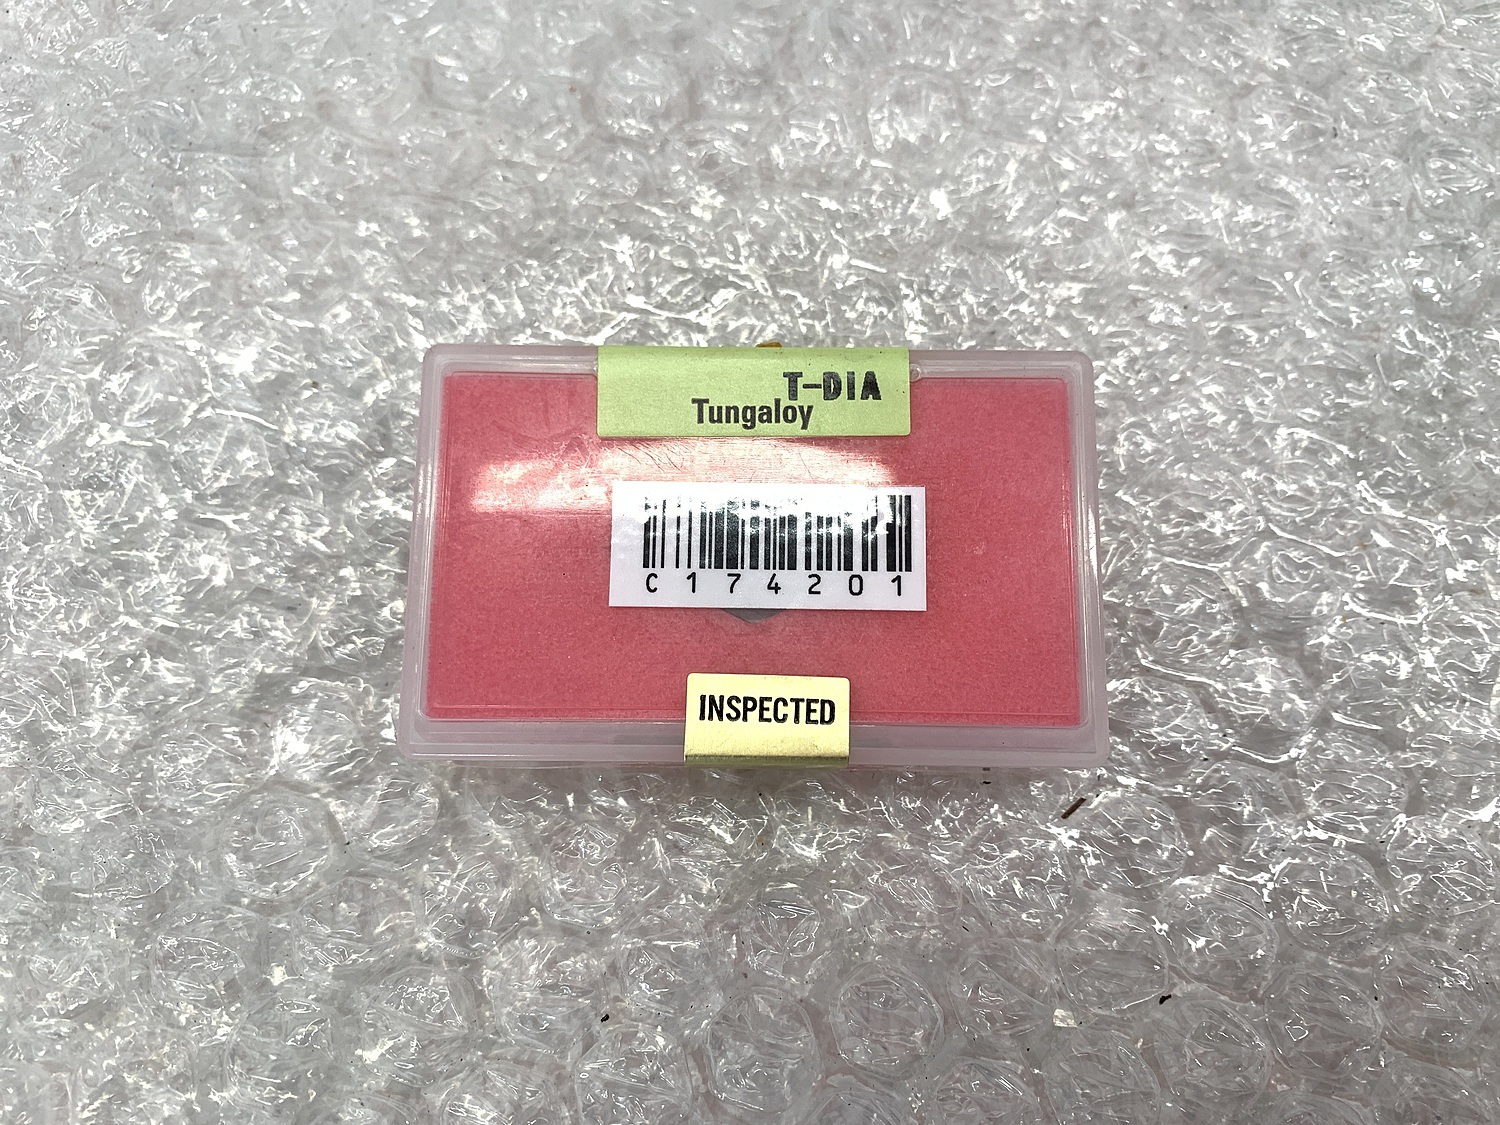 T-DIA
Tungaloy
C174201
INSPECTED